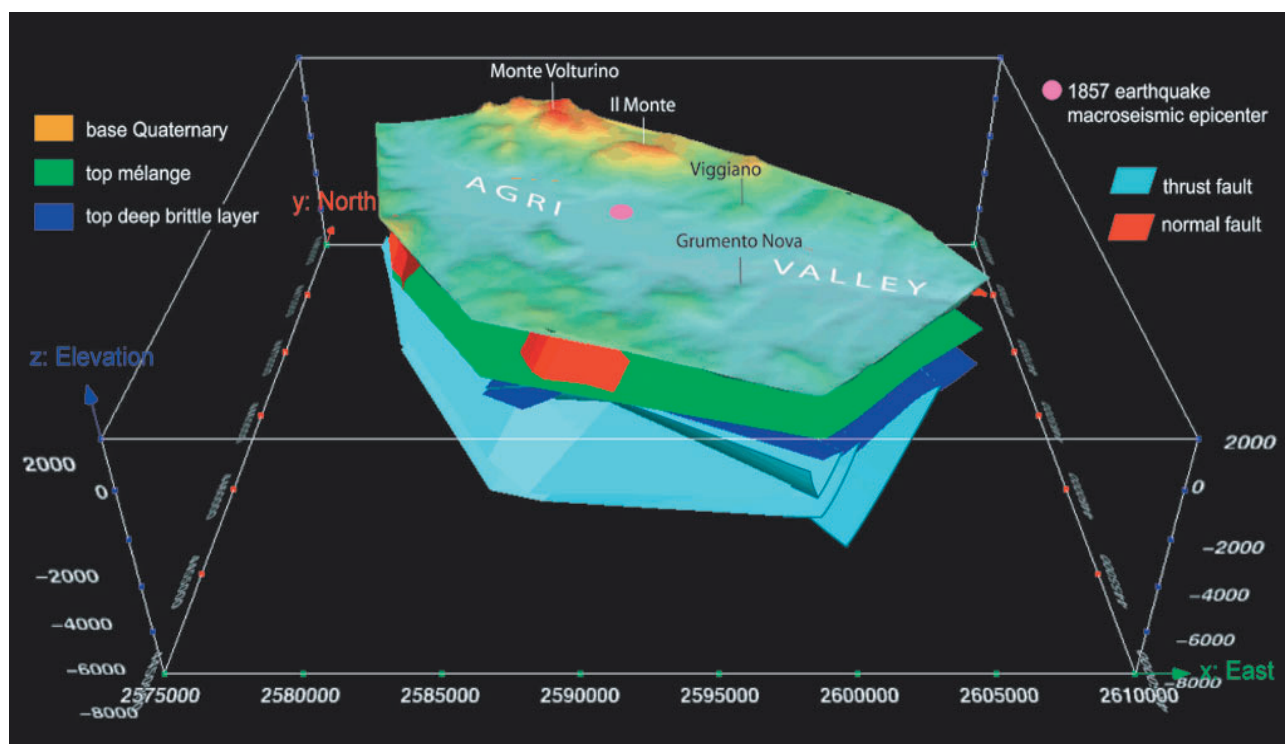 Monte Volturino
Il Monte
1857 earthquake
macroseismic epicenter
base Quaternary
top mélange
top deep brittle layer
Viggiano
thrust fault
normal fault
AGRI
y: North
Grumento Nova
VALLEY
z: Elevation
2000
0
-2000
-4000
-6000
-8000
2000
0
-2000
-4000
-6000
-8000
x: East
2575000
2580000
2585000
2590000
2595000
2600000
2605000
2610000